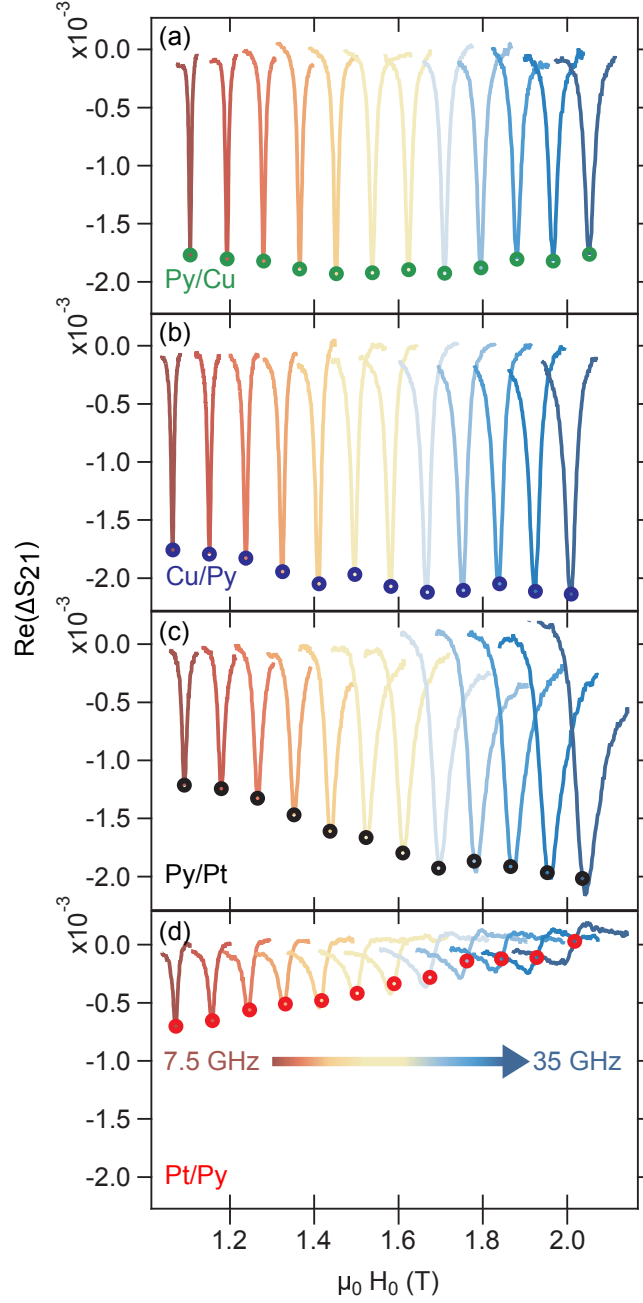 x10⁻³
(a)
0.0
-0.5
-1.0
-1.5
-2.0
Py/Cu
x10⁻³
(b)
0.0
-0.5
-1.0
-1.5
-2.0
Cu/Py
Re(ΔS21)
x10⁻³
(c)
0.0
-0.5
-1.0
-1.5
-2.0
Py/Pt
x10⁻³
(d)
0.0
-0.5
-1.0
-1.5
-2.0
7.5 GHz
35 GHz
Pt/Py
1.2 1.4 1.6 1.8 2.0
μ₀ H₀ (T)